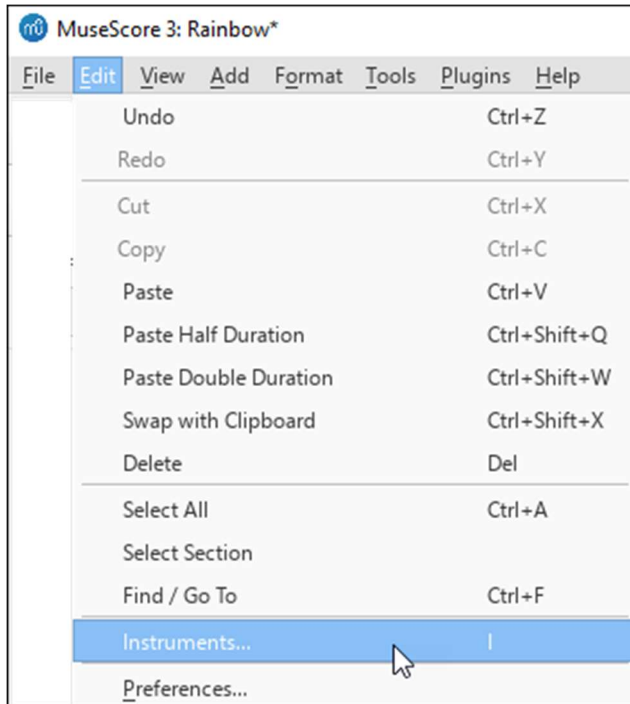 MuseScore 3: Rainbow*
File Edit View Add Format Tools Plugins Help
Undo Ctrl+Z
Redo Ctrl+Y
Cut Ctrl+X
Copy Ctrl+C
Paste Ctrl+V
Paste Half Duration Ctrl+Shift+Q
Paste Double Duration Ctrl+Shift+W
Swap with Clipboard Ctrl+Shift+X
Delete Del
Select All Ctrl+A
Select Section
Find / Go To Ctrl+F
Instruments... I
Preferences...